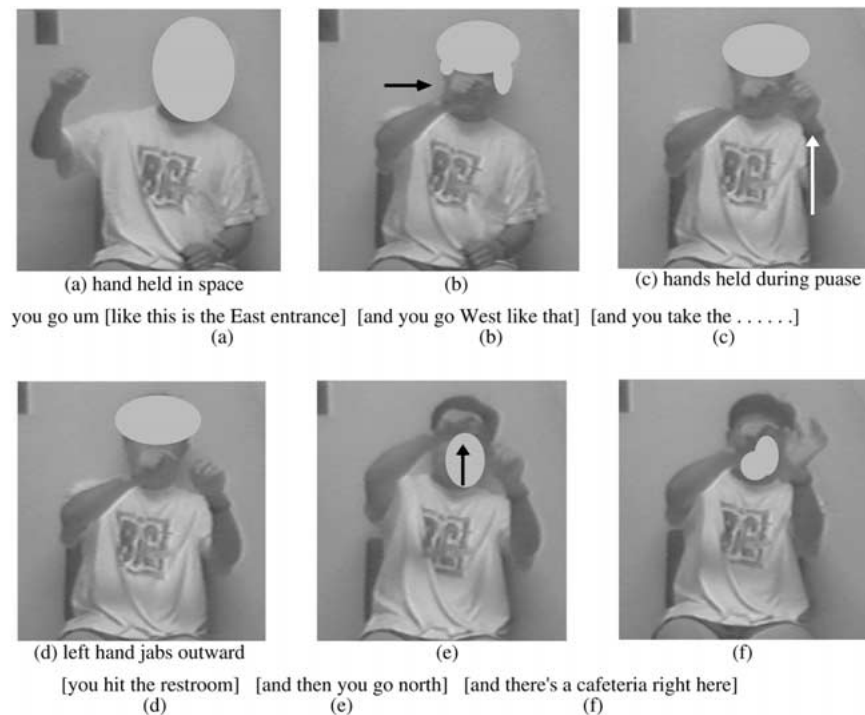 (a) hand held in space
(b)
(c) hands held during puase
you go um [like this is the East entrance] [and you go West like that] [and you take the . . . . . .]
(a) (b) (c)
(d) left hand jabs outward
(e)
(f)
[you hit the restroom] [and then you go north] [and there's a cafeteria right here]
(d) (e) (f)